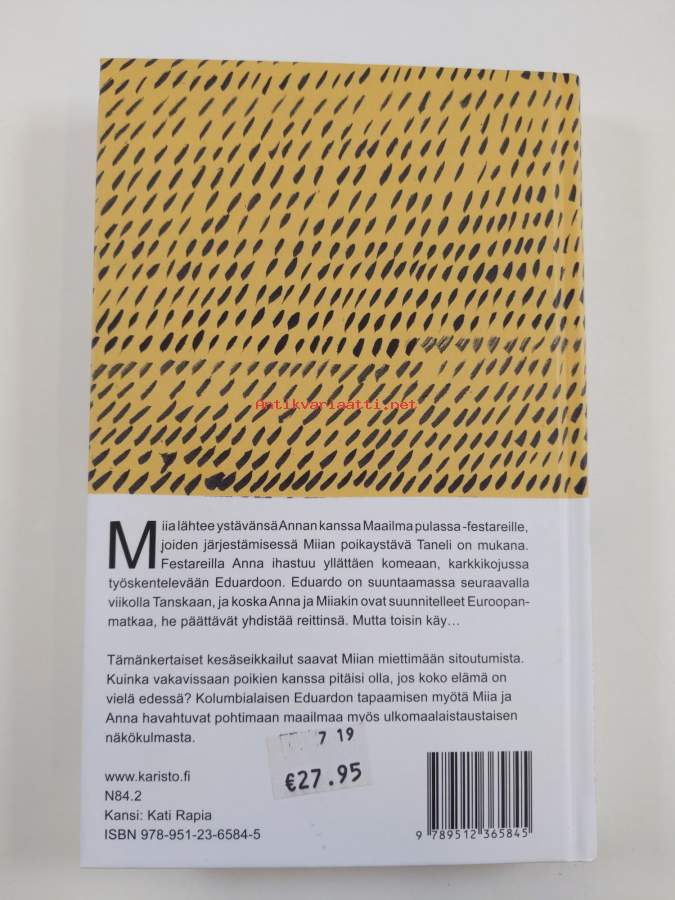 Antikvariaatti.net
Miia lähtee ystävänsä Annan kanssa Maailma pulassa -festareille,
joiden järjestämisessä Miian poikaystävä Taneli on mukana.
Festareilla Anna ihastuu yllättäen komeaan, karkkikojussa
työskentelevään Eduardoon. Eduardo on suuntaamassa seuraavalla
viikolla Tanskaan, ja koska Anna ja Miiakin ovat suunnitelleet Euroopan-
matkaa, he päättävät yhdistää reittinsä. Mutta toisin käy…
Tämänkertaiset kesäseikkailut saavat Miian miettimään sitoutumista.
Kuinka vakavissaan poikien kanssa pitäisi olla, jos koko elämä on
vielä edessä? Kolumbialaisen Eduardon tapaamisen myötä Miia ja
Anna havahtuvat pohtimaan maailmaa myös ulkomaalaistaustaisen
näkökulmasta.
7 19
€27.95
www.karisto.fi
N84.2
Kansi: Kati Rapia
ISBN 978-951-23-6584-5
9 789512 365845